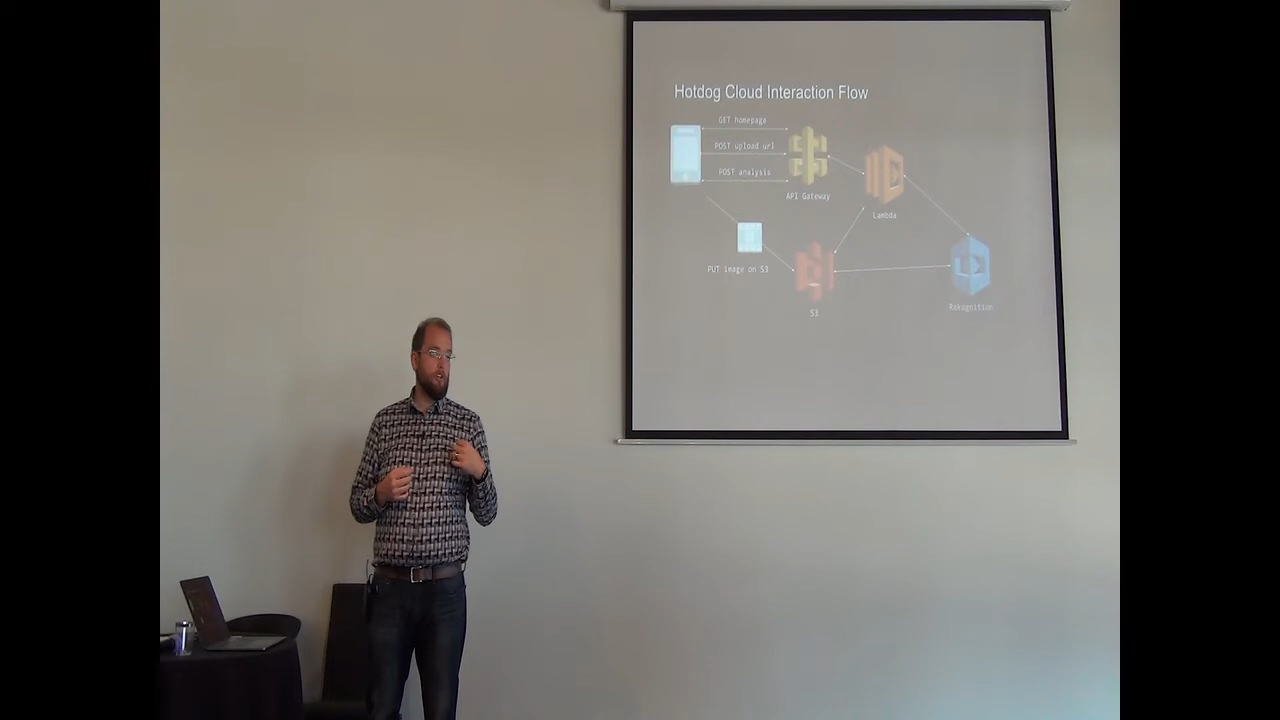 Hotdog Cloud Interaction Flow
GET homepage
POST upload url
POST analysis
API Gateway
Lambda
PUT image on S3
S3
Rekognition